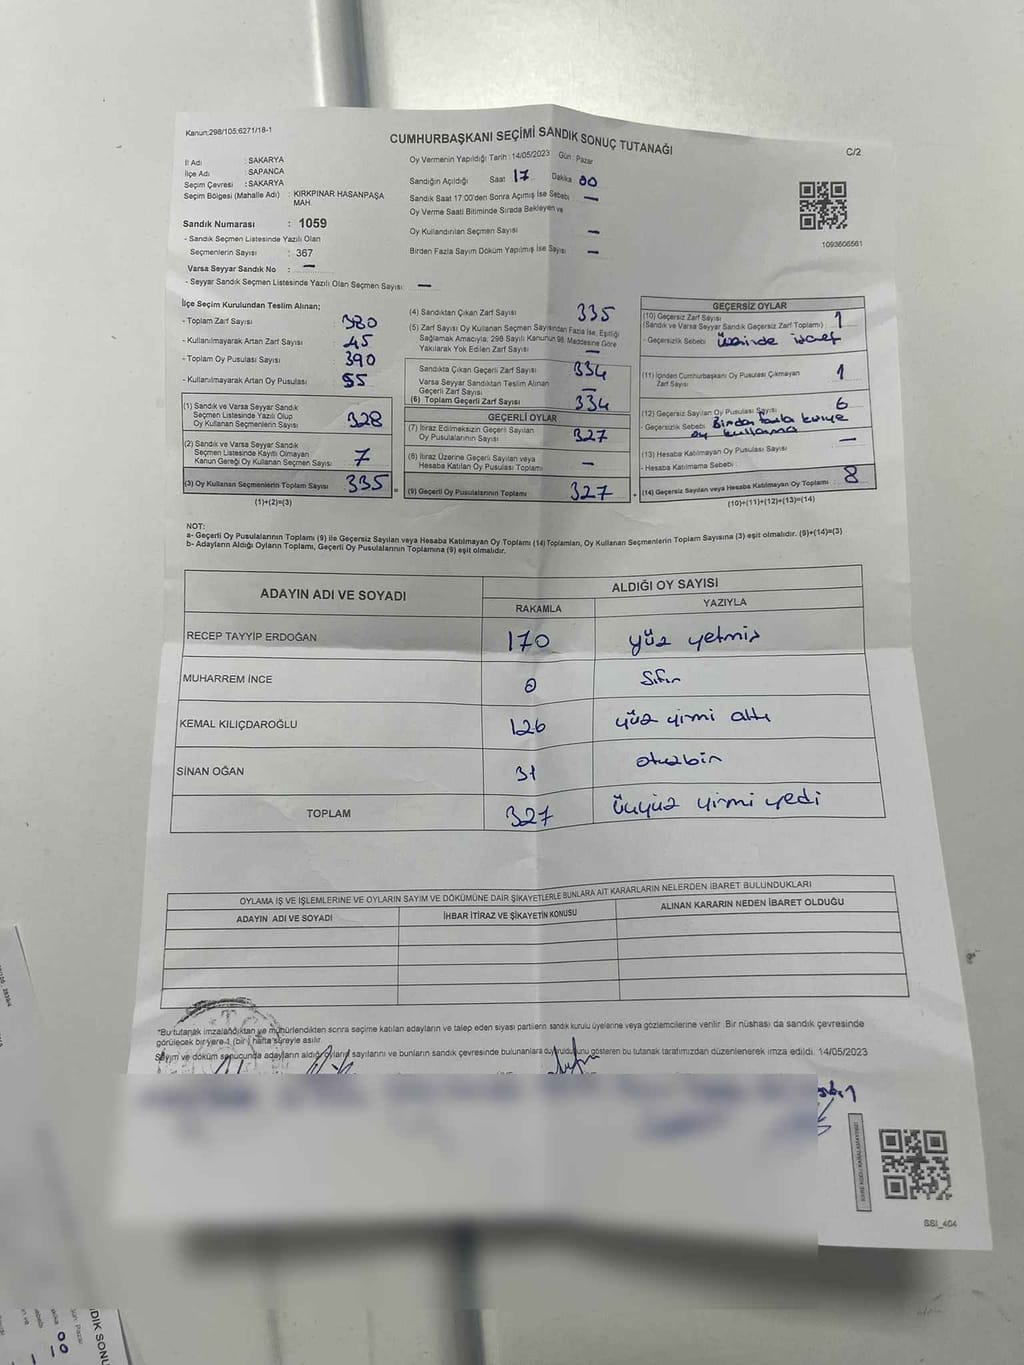 Kanun;298/105;6271/18-1
CUMHURBAŞKANI SEÇİMİ SANDIK SONUÇ TUTANAĞI
C/2
İl Adı : SAKARYA
İlçe Adı : SAPANCA
Seçim Çevresi : SAKARYA
Seçim Bölgesi (Mahalle Adı) : KIRKPINAR HASANPAŞA MAH.
Sandık Numarası : 1059
- Sandık Seçmen Listesinde Yazılı Olan
Seçmenlerin Sayısı : 367
Varsa Seyyar Sandık No : —
- Seyyar Sandık Seçmen Listesinde Yazılı Olan Seçmen Sayısı : —
Oy Vermenin Yapıldığı Tarih : 14/05/2023 Gün : Pazar
Sandığın Açıldığı Saat 17 Dakika 00
Sandık Saat 17:00'den Sonra Açımış İse Sebebi —
Oy Verme Saati Bitiminde Sırada Bekleyen ve
Oy Kullandırılan Seçmen Sayısı —
Birden Fazla Sayım Döküm Yapılmış İse Sayısı —
1093606561
İlçe Seçim Kurulundan Teslim Alınan;
- Toplam Zarf Sayısı : 380
- Kullanılmayarak Artan Zarf Sayısı : 45
- Toplam Oy Pusulası Sayısı : 390
- Kullanılmayarak Artan Oy Pusulası : 55
(1) Sandık ve Varsa Seyyar Sandık
Seçmen Listesinde Yazılı Olup
Oy Kullanan Seçmenlerin Sayısı 328
(2) Sandık ve Varsa Seyyar Sandık
Seçmen Listesinde Kayıtlı Olmayan
Kanun Gereği Oy Kullanan Seçmen Sayısı 7
(3) Oy Kullanan Seçmenlerin Toplam Sayısı 335
(1)+(2)=(3)
(4) Sandıktan Çıkan Zarf Sayısı 335
(5) Zarf Sayısı Oy Kullanan Seçmen Sayısından Fazla İse, Eşitliği
Sağlamak Amacıyla, 298 Sayılı Kanunun 98. Maddesine Göre
Yakılarak Yok Edilen Zarf Sayısı —
Sandıkta Çıkan Geçerli Zarf Sayısı 334
Varsa Seyyar Sandıktan Teslim Alınan
Geçerli Zarf Sayısı —
(6) Toplam Geçerli Zarf Sayısı 334
GEÇERLİ OYLAR
(7) İtiraz Edilmeksizin Geçerli Sayılan
Oy Pusulalarının Sayısı 327
(8) İtiraz Üzerine Geçerli Sayılan veya
Hesaba Katılan Oy Pusulası Toplamı —
(9) Geçerli Oy Pusulalarının Toplamı 327
GEÇERSİZ OYLAR
(10) Geçersiz Zarf Sayısı
(Sandık ve Varsa Seyyar Sandık Geçersiz Zarf Toplamı) : 1
- Geçersizlik Sebebi : üzerinde işaret
(11) İçinden Cumhurbaşkanı Oy Pusulası Çıkmayan
Zarf Sayısı 1
(12) Geçersiz Sayılan Oy Pusulası Sayısı 6
- Geçersizlik Sebebi : Birden fazla kişiye
oy kullanma
(13) Hesaba Katılmayan Oy Pusulası Sayısı —
- Hesaba Katılmama Sebebi :
(14) Geçersiz Sayılan veya Hesaba Katılmayan Oy Toplamı : 8
(10)+(11)+(12)+(13)=(14)
NOT:
a- Geçerli Oy Pusulalarının Toplamı (9) ile Geçersiz Sayılan veya Hesaba Katılmayan Oy Toplamı (14) Toplamları, Oy Kullanan Seçmenlerin Toplam Sayısına (3) eşit olmalıdır. (9)+(14)=(3)
b- Adayların Aldığı Oyların Toplamı, Geçerli Oy Pusulalarının Toplamına (9) eşit olmalıdır.
ADAYIN ADI VE SOYADI
ALDIĞI OY SAYISI
RAKAMLA YAZIYLA
RECEP TAYYİP ERDOĞAN 170 yüz yetmiş
MUHARREM İNCE 0 Sıfır
KEMAL KILIÇDAROĞLU 126 yüz yirmi altı
SİNAN OĞAN 31 otuzbir
TOPLAM 327 üçyüz yirmi yedi
OYLAMA İŞ VE İŞLEMLERİNE VE OYLARIN SAYIM VE DÖKÜMÜNE DAİR ŞİKAYETLERLE BUNLARA AİT KARARLARIN NELERDEN İBARET BULUNDUKLARI
ADAYIN ADI VE SOYADI İHBAR İTİRAZ VE ŞİKAYETİN KONUSU ALINAN KARARIN NEDEN İBARET OLDUĞU
*Bu tutanak imzalandıktan ve mühürlendikten sonra seçime katılan adayların ve talep eden siyasi partilerin sandık kurulu üyelerine veya gözlemcilerine verilir. Bir nüshası da sandık çevresinde
görülecek bir yere 1 (bir) hafta süreyle asılır.
Sayım ve döküm sonucunda adayların aldığı oyların sayılarını ve bunların sandık çevresinde bulunanlara duyurulduğunu gösteren bu tutanak tarafımızdan düzenlenerek imza edildi. 14/05/2023
SSI_404